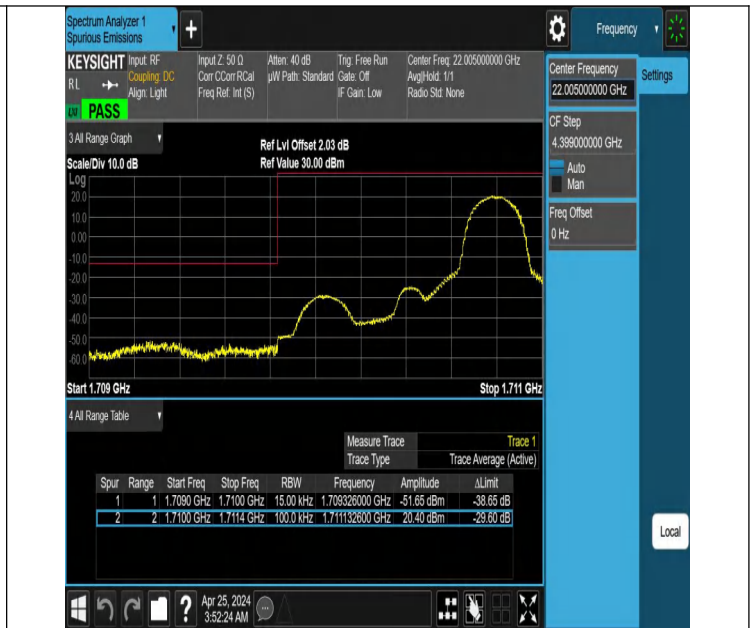 Spectrum Analyzer 1
Spurious Emissions
Frequency
KEYSIGHT
RL
Input: RF
Coupling: DC
Align: Light
Input Z: 50 Ω
Corr CCorr RCal
Freq Ref: Int (S)
Atten: 40 dB
µW Path: Standard
Trig: Free Run
Gate: Off
IF Gain: Low
Center Freq: 22.005000000 GHz
Avg|Hold: 1/1
Radio Std: None
PASS
Center Frequency
22.005000000 GHz
Settings
CF Step
4.399000000 GHz
Auto
Man
Freq Offset
0 Hz
3 All Range Graph
Ref Lvl Offset 2.03 dB
Scale/Div 10.0 dB
Ref Value 30.00 dBm
Log
20.0
10.0
0.00
-10.0
-20.0
-30.0
-40.0
-50.0
-60.0
Start 1.709 GHz
Stop 1.711 GHz
4 All Range Table
Measure Trace Trace 1
Trace Type Trace Average (Active)
Spur Range Start Freq Stop Freq RBW Frequency Amplitude ΔLimit
1 1 1.7090 GHz 1.7100 GHz 15.00 kHz 1.709326000 GHz -51.65 dBm -38.65 dB
2 2 1.7100 GHz 1.7114 GHz 100.0 kHz 1.711132600 GHz 20.40 dBm -29.60 dB
Local
Apr 25, 2024
3:52:24 AM